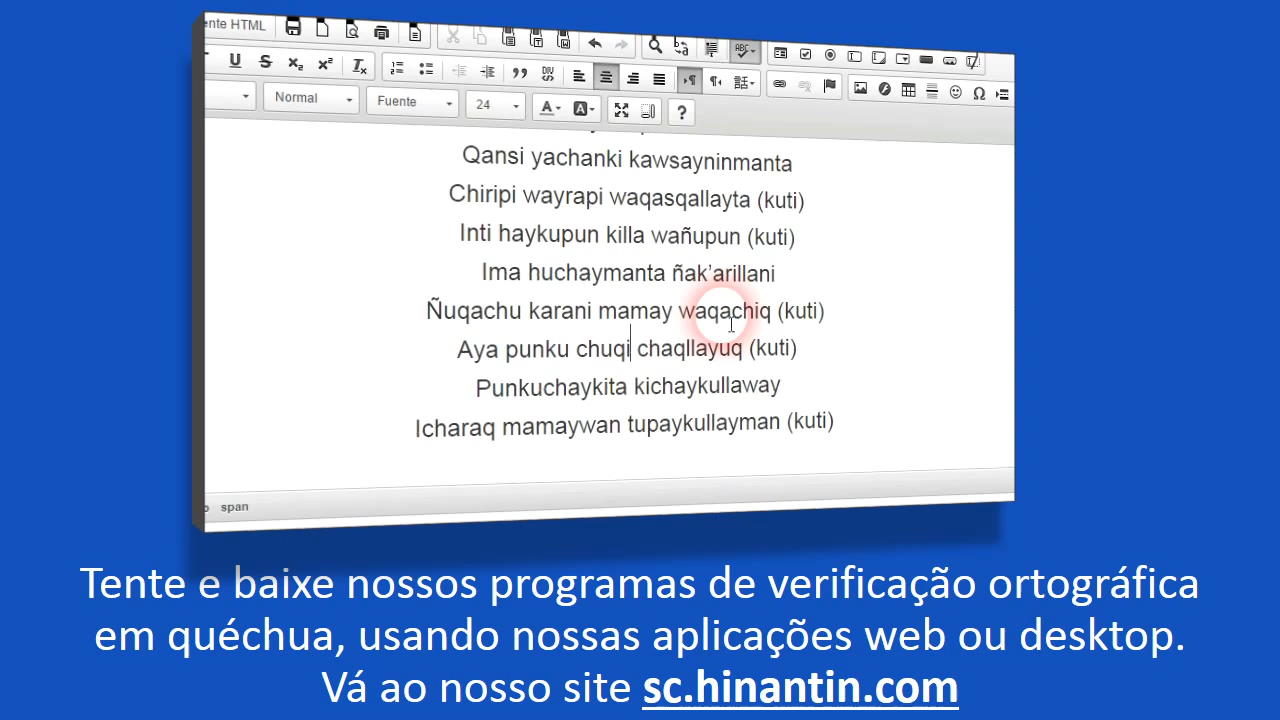 ente HTML
Normal Fuente 24
Qansi yachanki kawsayninmanta
Chiripi wayrapi waqasqallayta (kuti)
Inti haykupun killa wañupun (kuti)
Ima huchaymanta ñak'arillani
Ñuqachu karani mamay waqachiq (kuti)
Aya punku chuqi chaqllayuq (kuti)
Punkuchaykita kichaykullaway
Icharaq mamaywan tupaykullayman (kuti)
span
Tente e baixe nossos programas de verificação ortográfica
em quéchua, usando nossas aplicações web ou desktop.
Vá ao nosso site sc.hinantin.com